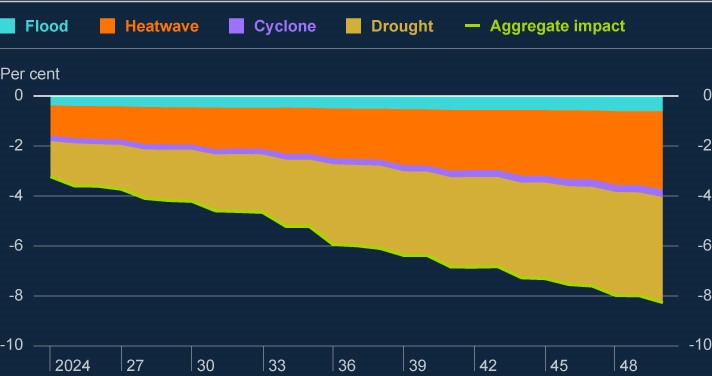 Flood Heatwave Cyclone Drought Aggregate impact
Per cent
0 0
-2 -2
-4 -4
-6 -6
-8 -8
-10 -10
2024 27 30 33 36 39 42 45 48